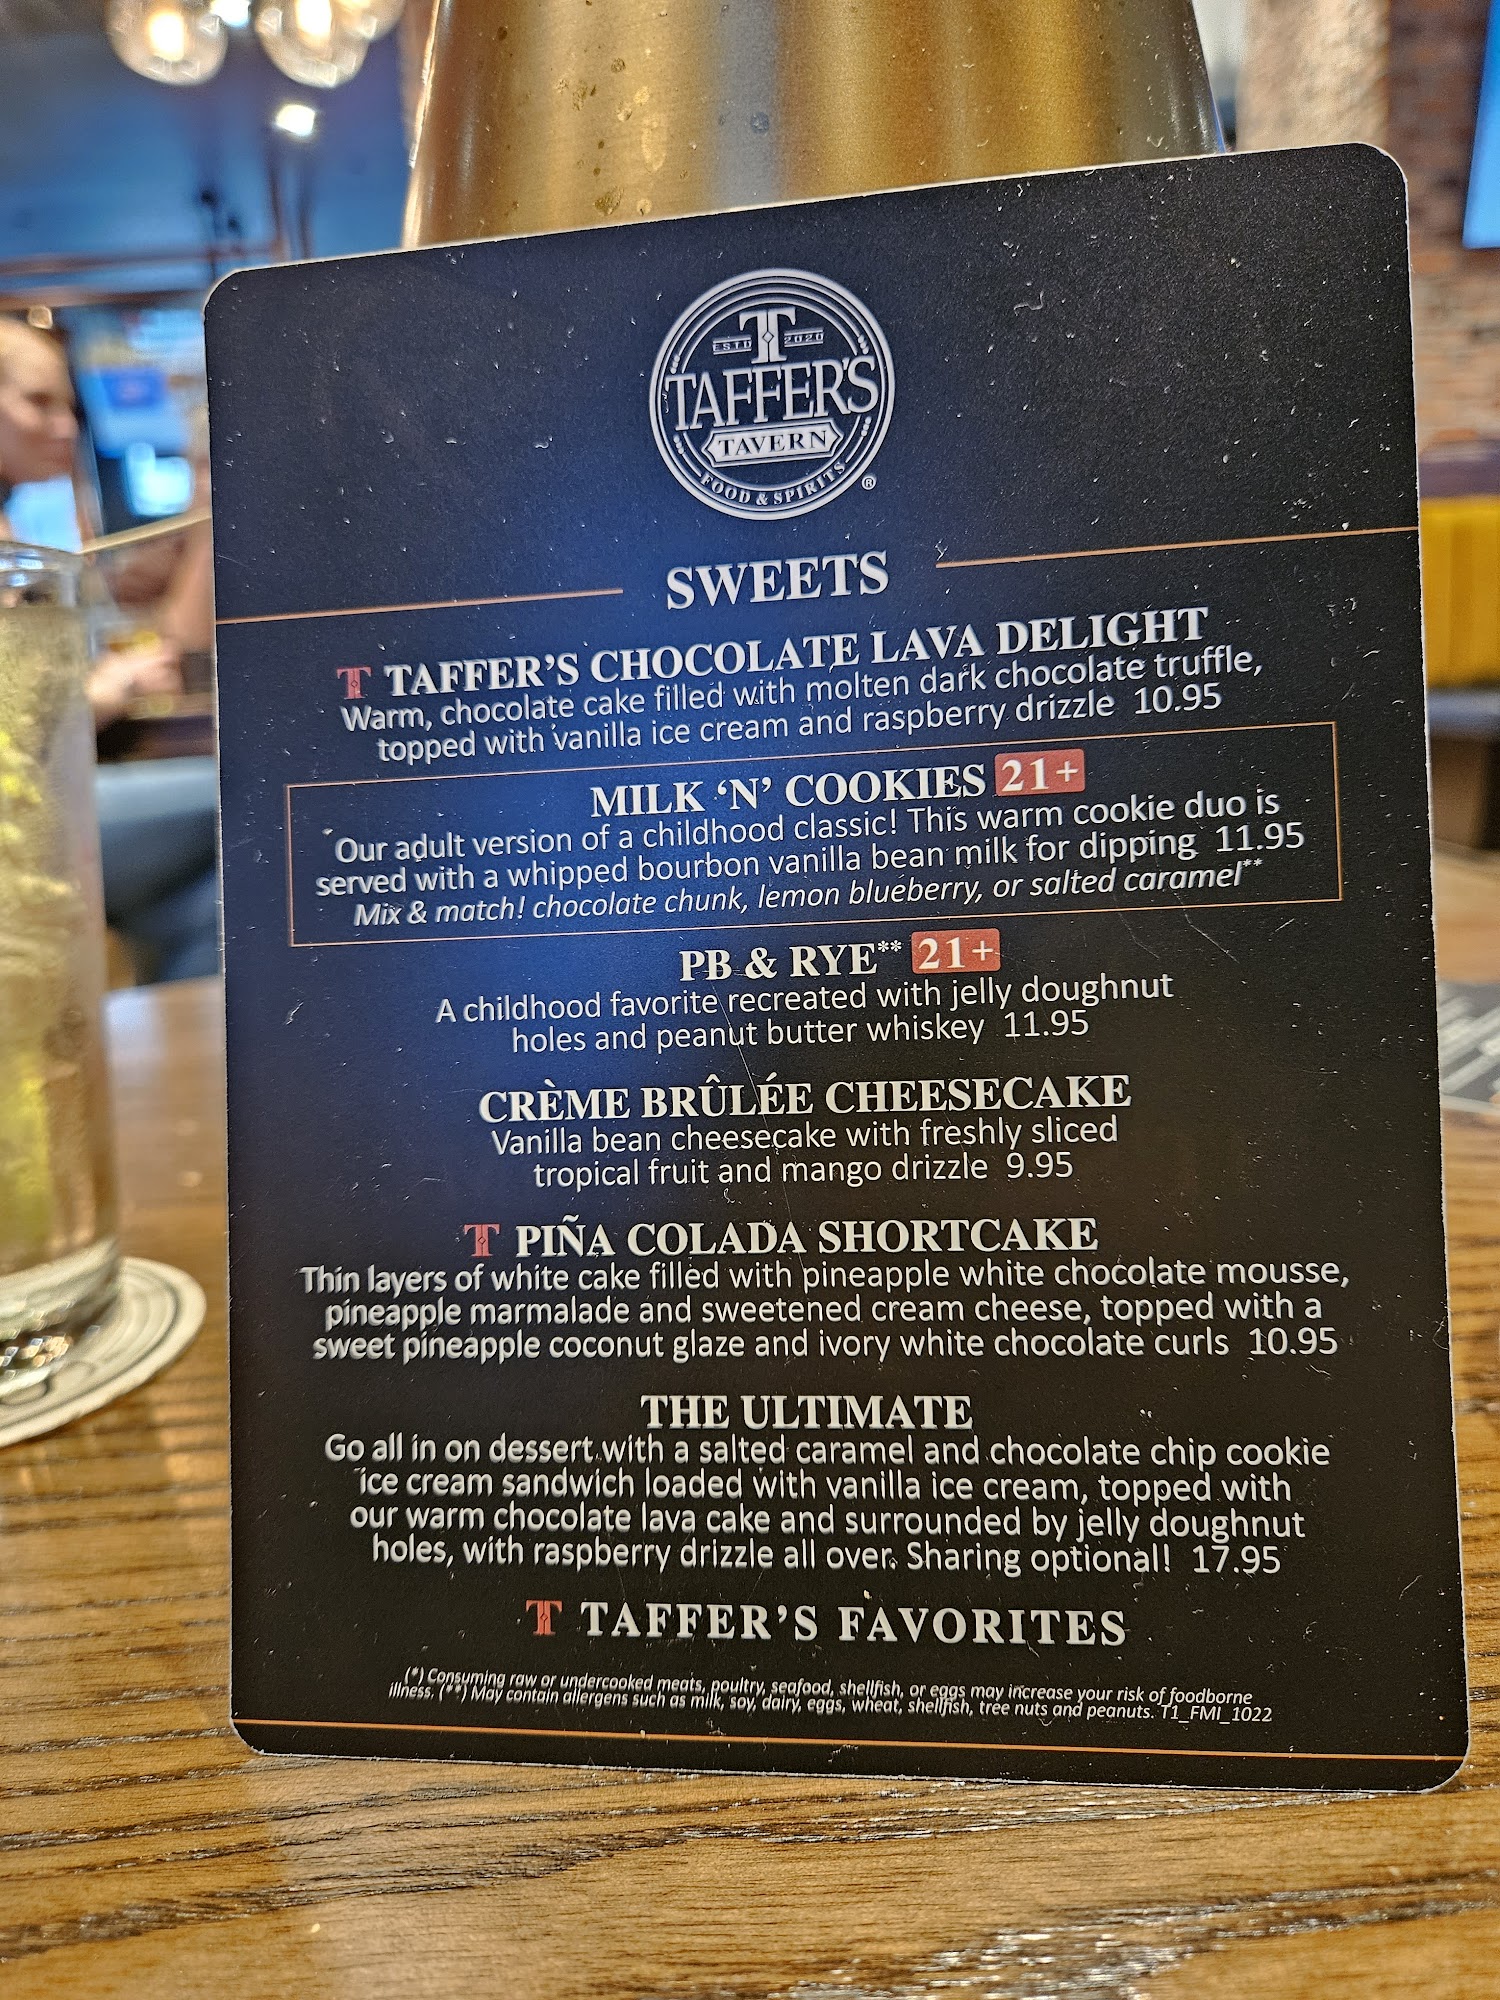 ESTD T 2020
TAFFER'S
TAVERN
FOOD & SPIRITS ®
SWEETS
T TAFFER'S CHOCOLATE LAVA DELIGHT
Warm, chocolate cake filled with molten dark chocolate truffle,
topped with vanilla ice cream and raspberry drizzle 10.95
MILK ‘N’ COOKIES 21+
Our adult version of a childhood classic! This warm cookie duo is
served with a whipped bourbon vanilla bean milk for dipping 11.95
Mix & match! chocolate chunk, lemon blueberry, or salted caramel**
PB & RYE** 21+
A childhood favorite recreated with jelly doughnut
holes and peanut butter whiskey 11.95
CRÈME BRÛLÉE CHEESECAKE
Vanilla bean cheesecake with freshly sliced
tropical fruit and mango drizzle 9.95
T PIÑA COLADA SHORTCAKE
Thin layers of white cake filled with pineapple white chocolate mousse,
pineapple marmalade and sweetened cream cheese, topped with a
sweet pineapple coconut glaze and ivory white chocolate curls 10.95
THE ULTIMATE
Go all in on dessert with a salted caramel and chocolate chip cookie
ice cream sandwich loaded with vanilla ice cream, topped with
our warm chocolate lava cake and surrounded by jelly doughnut
holes, with raspberry drizzle all over. Sharing optional! 17.95
T TAFFER'S FAVORITES
(*) Consuming raw or undercooked meats, poultry, seafood, shellfish, or eggs may increase your risk of foodborne
illness. (**) May contain allergens such as milk, soy, dairy, eggs, wheat, shellfish, tree nuts and peanuts. T1_FMI_1022